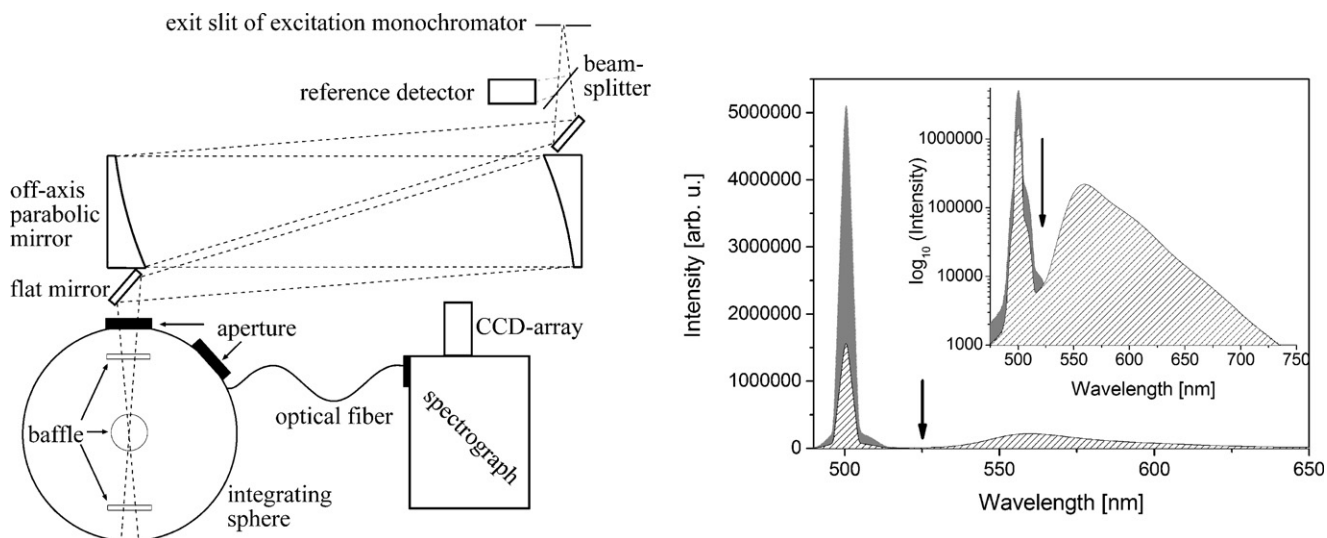 exit slit of excitation monochromator
beam-
splitter
reference detector
off-axis
parabolic
mirror
flat mirror
aperture
CCD-array
optical fiber
spectrograph
baffle
integrating
sphere
Intensity [arb. u.]
5000000
4000000
3000000
2000000
1000000
0
500
550
600
650
Wavelength [nm]
log₁₀ (Intensity)
1000000
100000
10000
1000
500
550
600
650
700
750
Wavelength [nm]